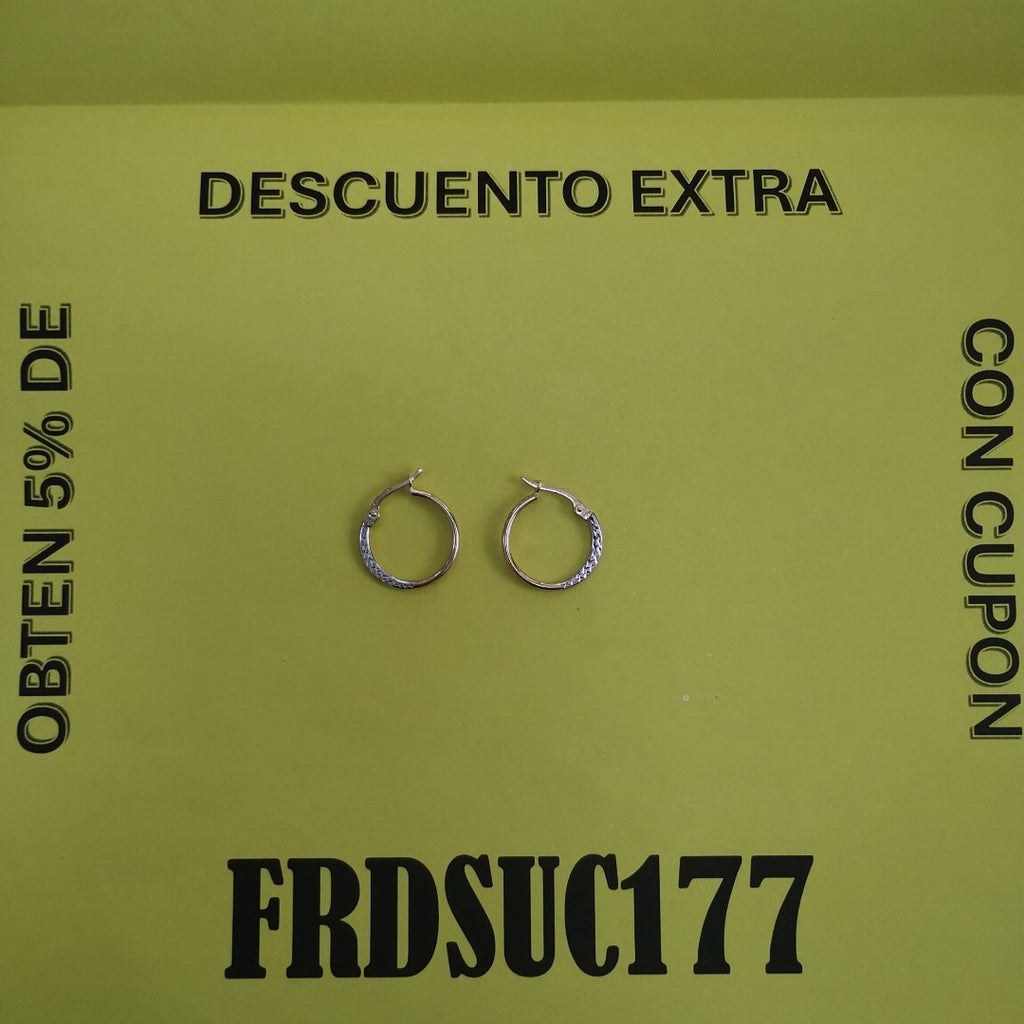 OBTEN 5% DE
DESCUENTO EXTRA
CON CUPON
FRDSUC177